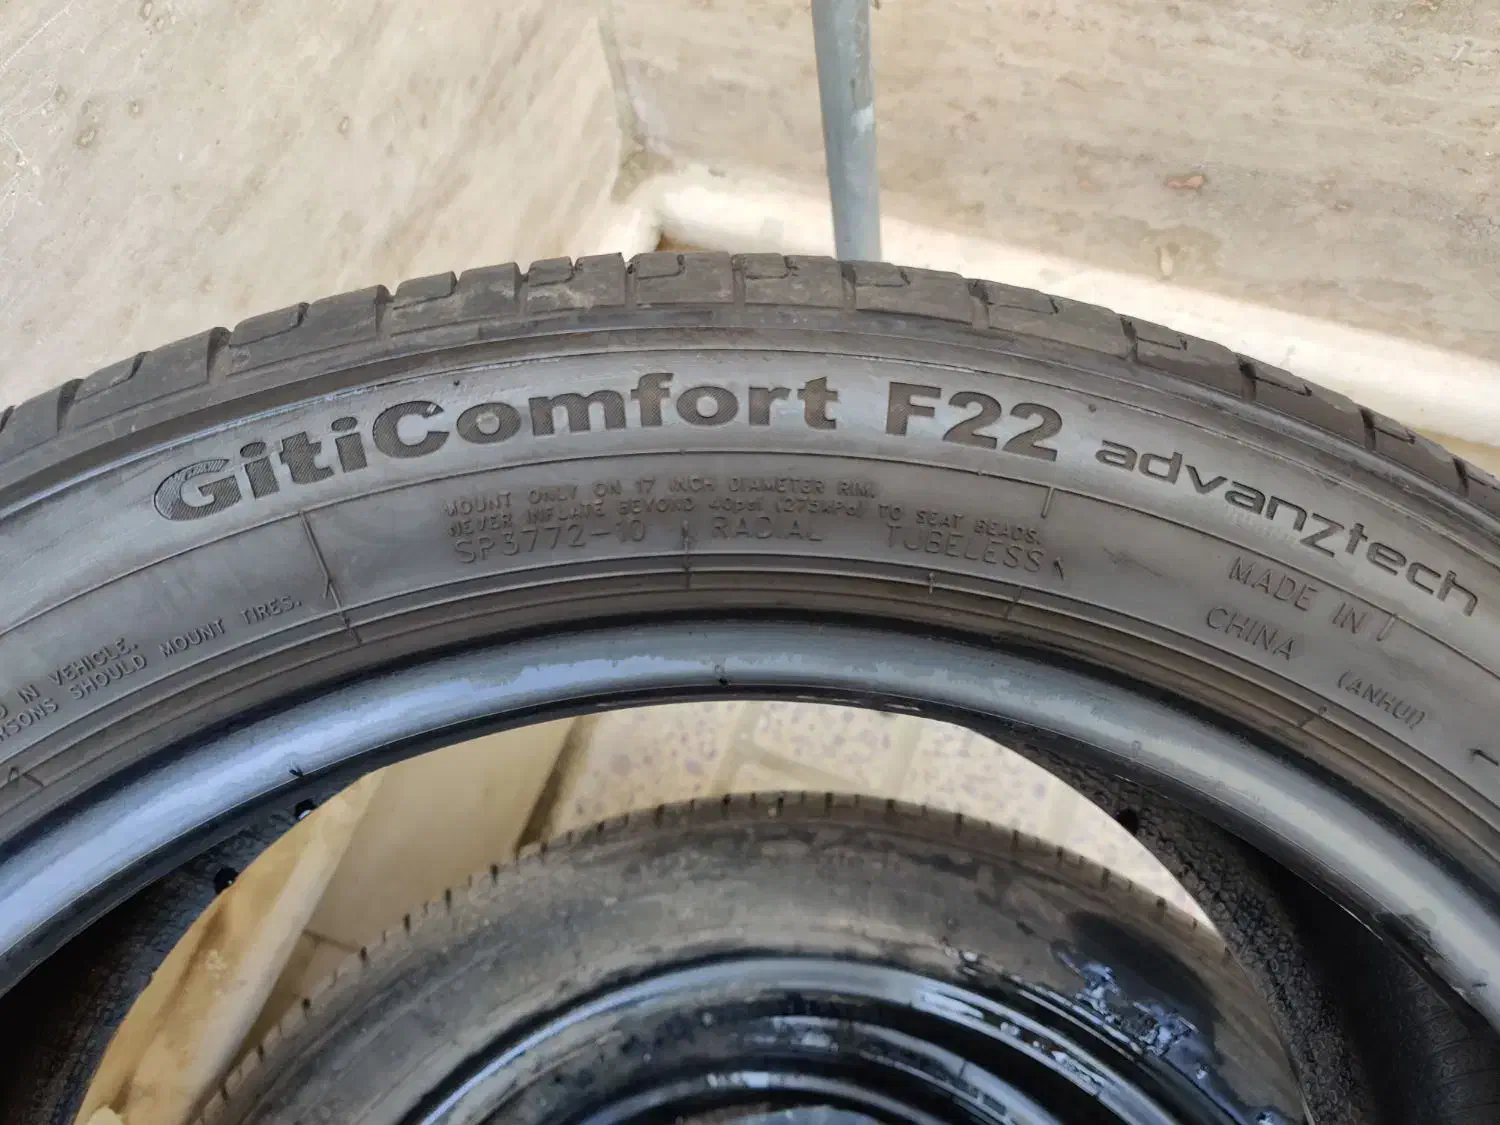 GitiComfort F22 advanztech
MOUNT ONLY ON 17 INCH DIAMETER RIM.
NEVER INFLATE BEYOND 40psi (275kPa) TO SEAT BEADS.
SP3772-10 RADIAL TUBELESS
MADE IN
CHINA
(ANHUI)
IN VEHICLE.
SHOULD MOUNT TIRES.